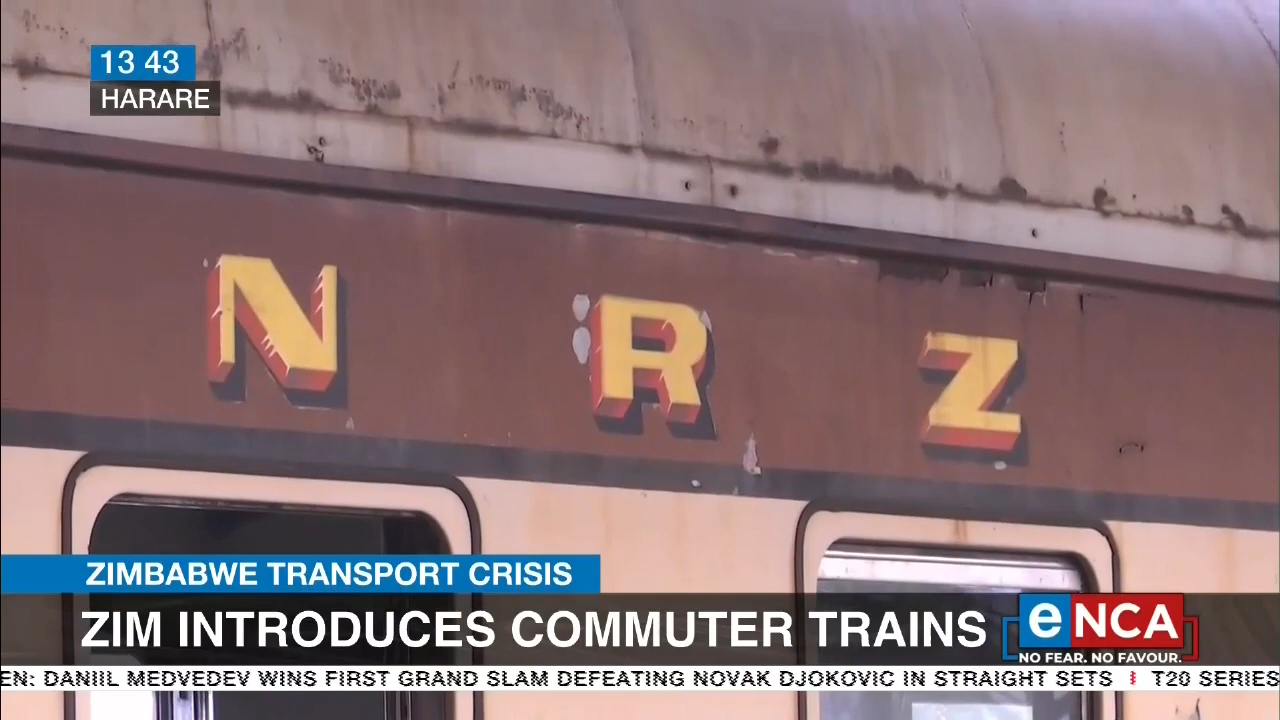 13 43
HARARE
N R Z
ZIMBABWE TRANSPORT CRISIS
ZIM INTRODUCES COMMUTER TRAINS
eNCA
NO FEAR. NO FAVOUR.
EN: DANIIL MEDVEDEV WINS FIRST GRAND SLAM DEFEATING NOVAK DJOKOVIC IN STRAIGHT SETS T20 SERIES